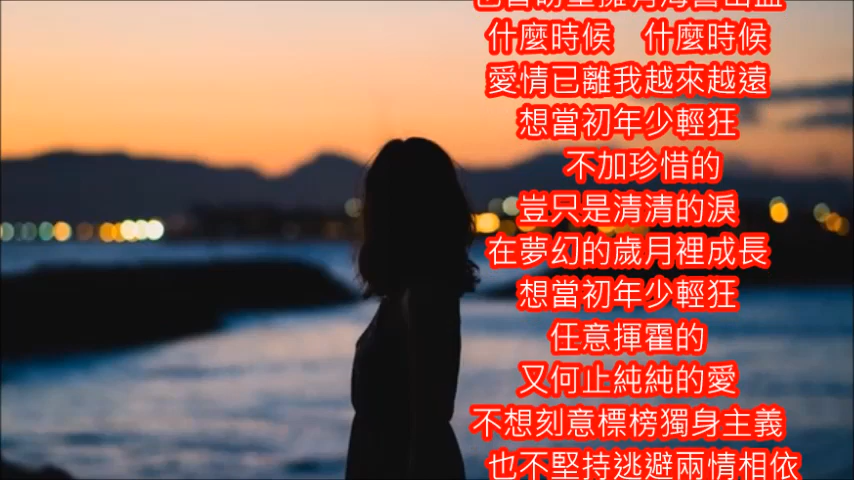 什麼時候 什麼時候
愛情已離我越來越遠
想當初年少輕狂
不加珍惜的
豈只是清清的淚
在夢幻的歲月裡成長
想當初年少輕狂
任意揮霍的
又何止純純的愛
不想刻意標榜獨身主義
也不堅持逃避兩情相依